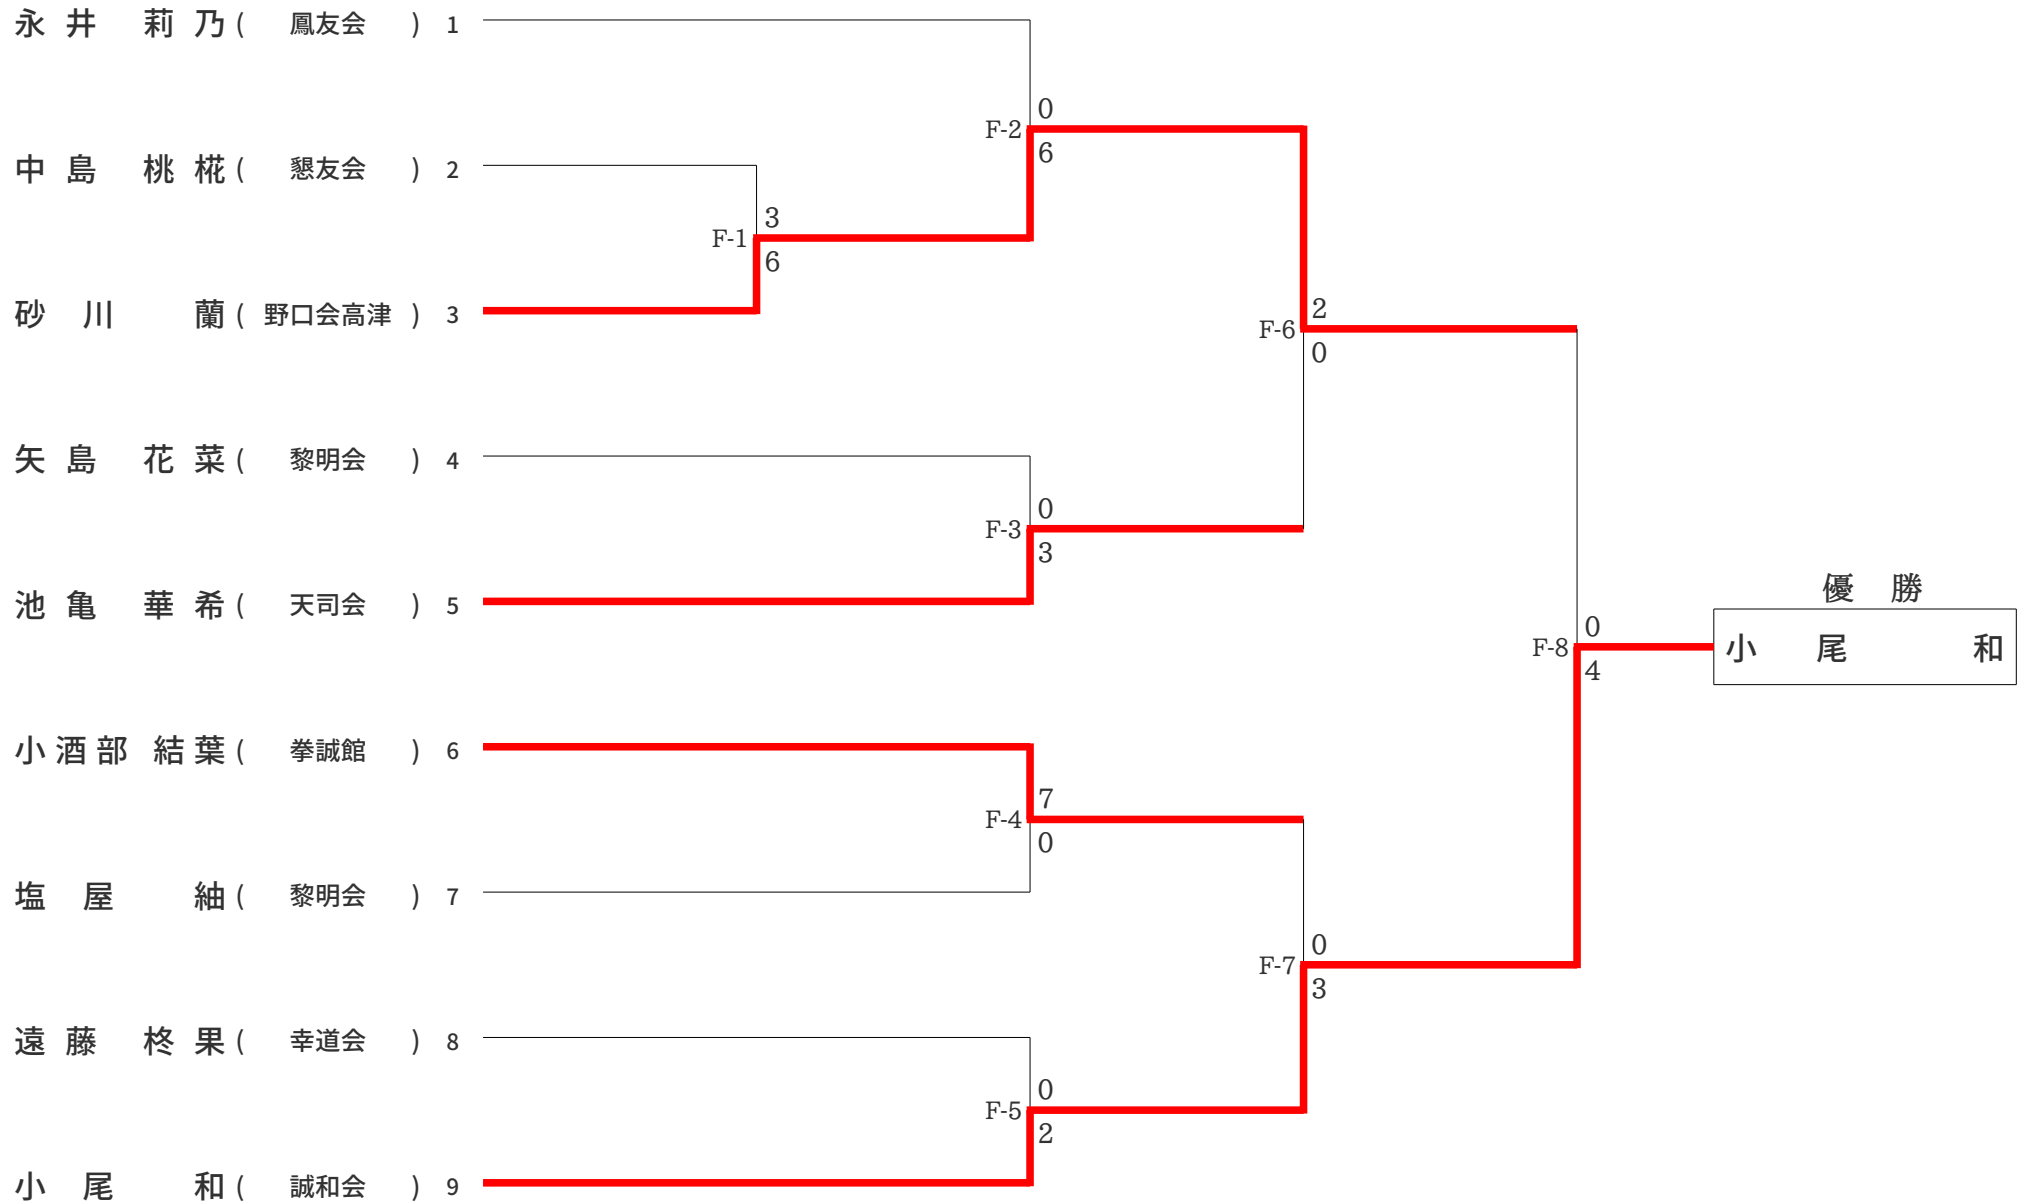 永井 莉乃 ( 鳳友会 ) 1
0
F-2
6
中島 桃椛 ( 懇友会 ) 2
3
F-1
6
砂川 蘭 ( 野口会高津 ) 3
2
F-6
0
矢島 花菜 ( 黎明会 ) 4
0
F-3
3
池亀 華希 ( 天司会 ) 5
優 勝
0
F-8
小尾 和
4
小酒部 結葉 ( 拳誠館 ) 6
7
F-4
0
塩屋 紬 ( 黎明会 ) 7
0
F-7
3
遠藤 柊果 ( 幸道会 ) 8
0
F-5
2
小尾 和 ( 誠和会 ) 9